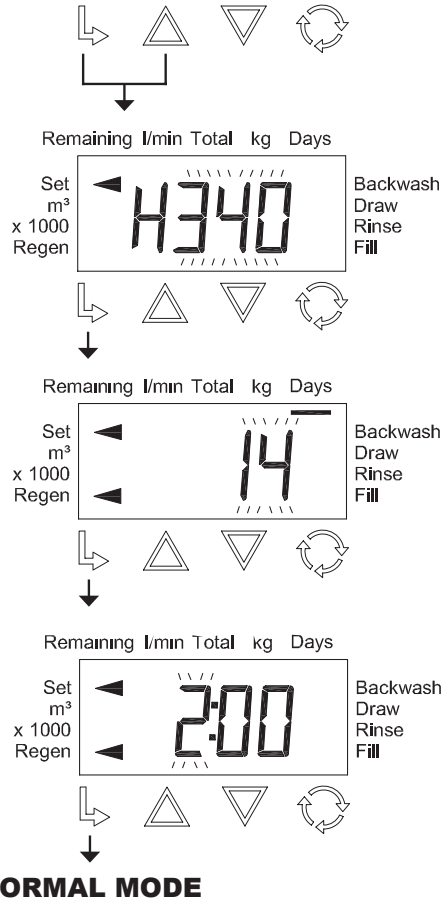 Remaining l/min Total kg Days
Set
m³
x 1000
Regen
H340
Backwash
Draw
Rinse
Fill
Remaining l/min Total kg Days
Set
m³
x 1000
Regen
14
Backwash
Draw
Rinse
Fill
Remaining l/min Total kg Days
Set
m³
x 1000
Regen
2:00
Backwash
Draw
Rinse
Fill
ORMAL MODE